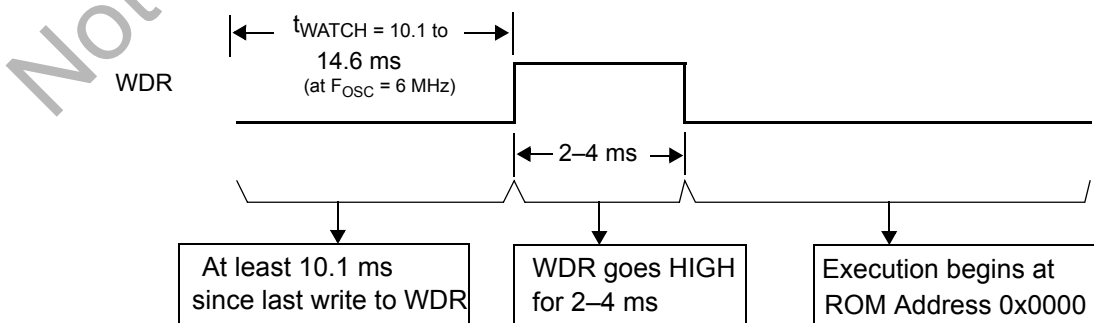 Not
tWATCH = 10.1 to
14.6 ms
(at FOSC = 6 MHz)
WDR
2–4 ms
At least 10.1 ms
since last write to WDR
WDR goes HIGH
for 2–4 ms
Execution begins at
ROM Address 0x0000